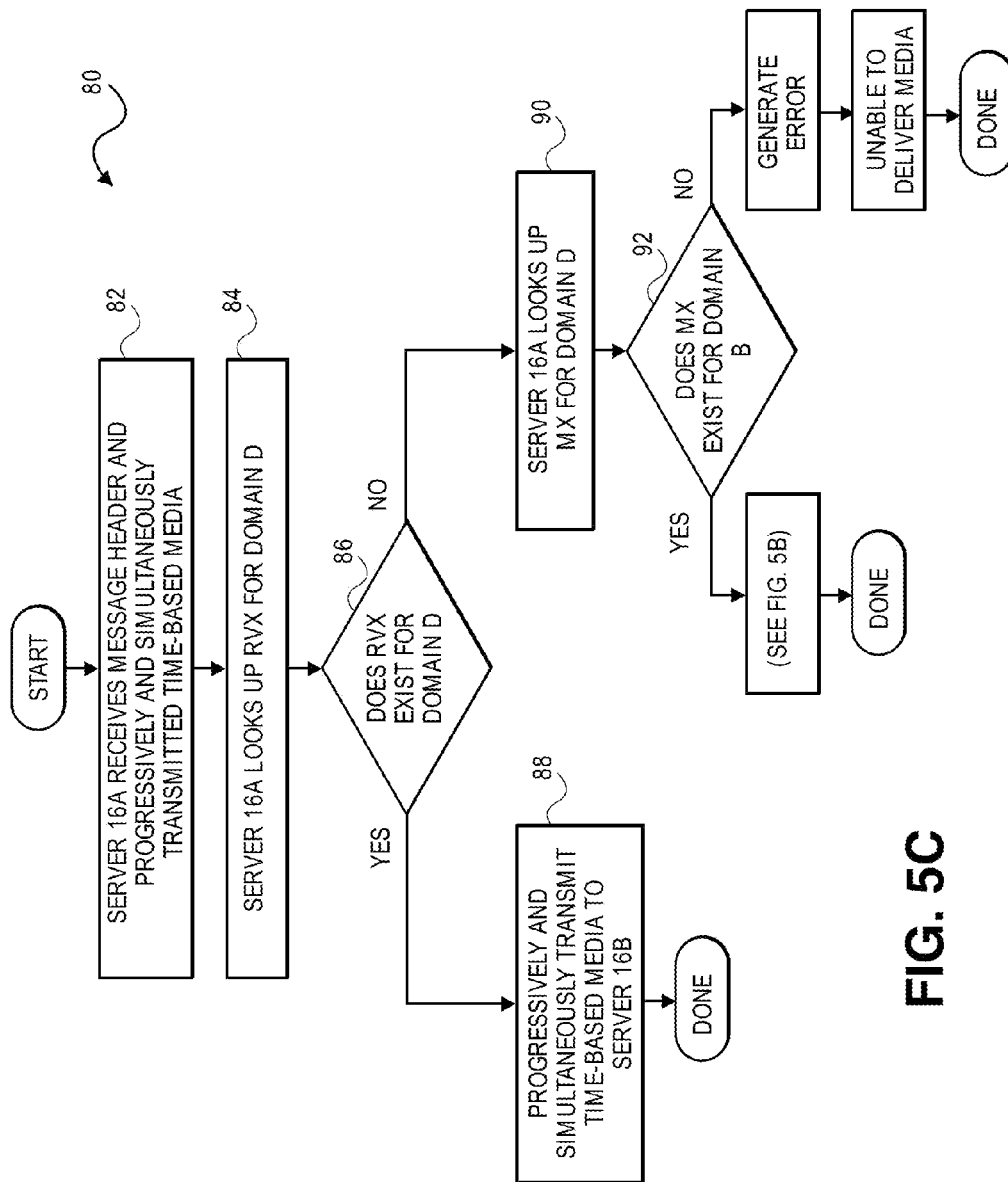 80
START
SERVER 16A RECEIVES MESSAGE HEADER AND
PROGRESSIVELY AND SIMULTANEOUSLY
TRANSMITTED TIME-BASED MEDIA
82
SERVER 16A LOOKS UP RVX FOR DOMAIN D
84
DOES RVX
EXIST FOR
DOMAIN D
86
YES
NO
PROGRESSIVELY AND
SIMULTANEOUSLY TRANSMIT
TIME-BASED MEDIA TO
SERVER 16B
88
DONE
SERVER 16A LOOKS UP
MX FOR DOMAIN D
90
DOES MX
EXIST FOR DOMAIN
B
92
YES
NO
(SEE FIG. 5B)
DONE
GENERATE
ERROR
UNABLE TO
DELIVER MEDIA
DONE
FIG. 5C